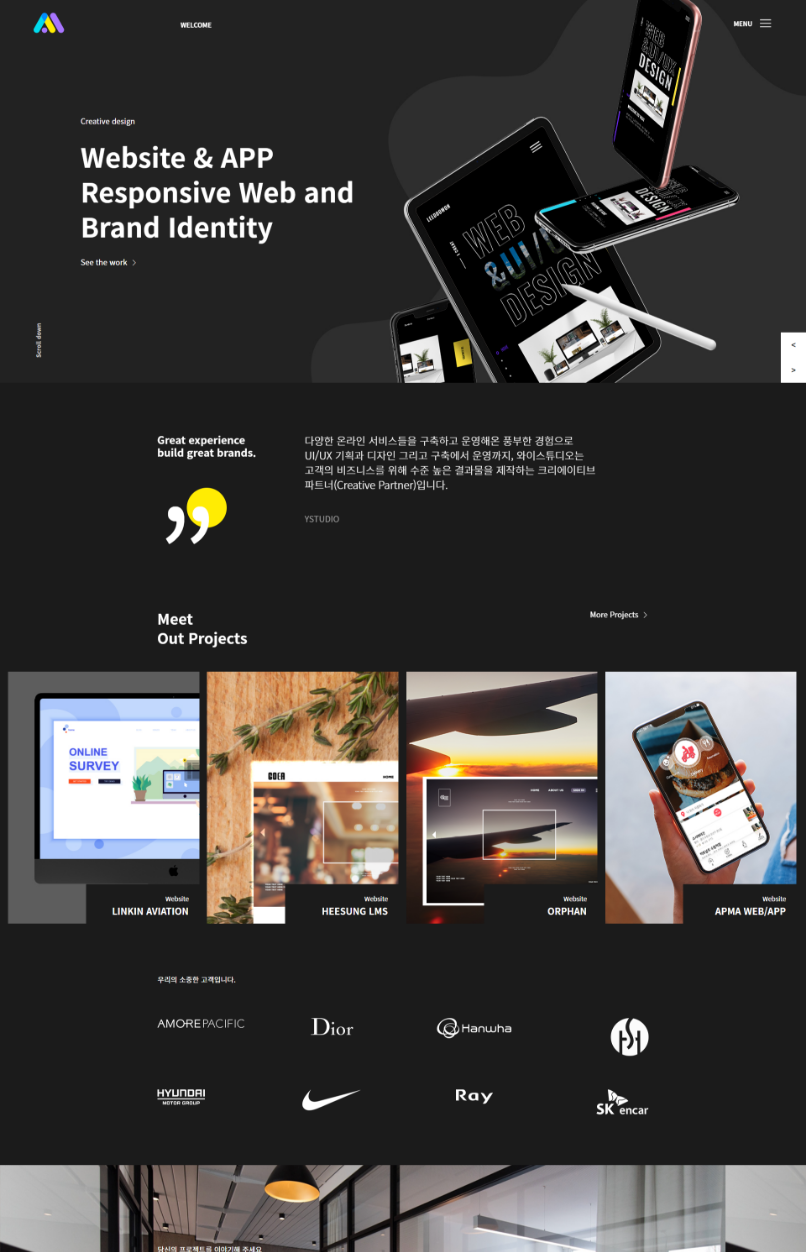 WELCOME
MENU
Creative design
Website & APP
Responsive Web and
Brand Identity
See the work >
Scroll down
<
>
WEB
&UI/UX
DESIGN
WEB
&UI/U
DESIGN
Great experience
build great brands.
다양한 온라인 서비스들을 구축하고 운영해온 풍부한 경험으로
UI/UX 기획과 디자인 그리고 구축에서 운영까지, 와이스튜디오는
고객의 비즈니스를 위해 수준 높은 결과물을 제작하는 크리에이티브
파트너(Creative Partner)입니다.
YSTUDIO
Meet
Out Projects
More Projects >
ONLINE
SURVEY
HOME
HOME
ABOUT US
Website
LINKIN AVIATION
Website
HEESUNG LMS
Website
ORPHAN
Website
APMA WEB/APP
우리의 소중한 고객입니다.
AMOREPACIFIC
Dior
Hanwha
HYUNDAI
MOTOR GROUP
Ray
SK encar
당신의 프로젝트를 이야기해 주세요